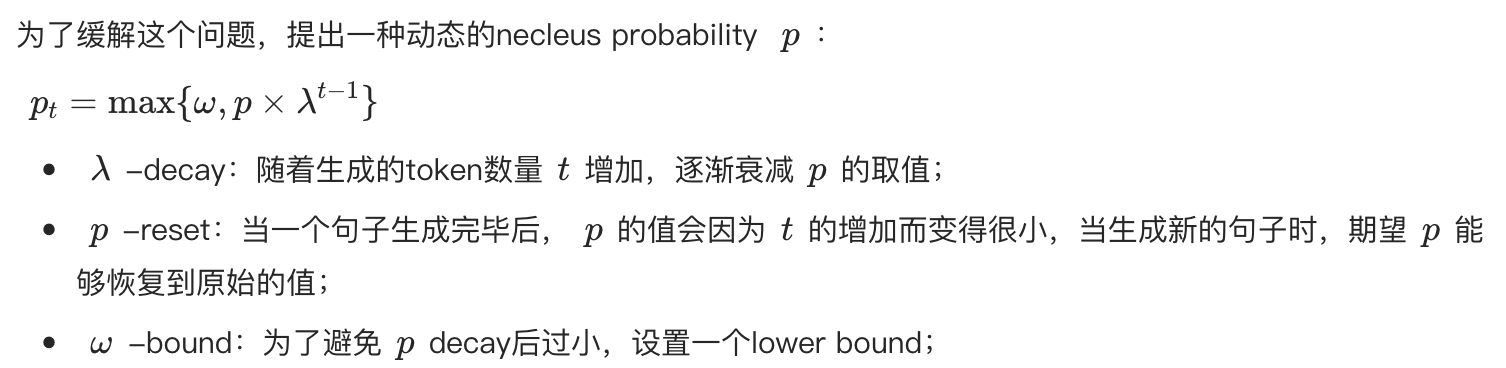 为了缓解这个问题，提出一种动态的necleus probability p ：
p_t = max{ω, p × λ^{t−1}}
• λ –decay：随着生成的token数量 t 增加，逐渐衰减 p 的取值；
• p –reset：当一个句子生成完毕后， p 的值会因为 t 的增加而变得很小，当生成新的句子时，期望 p 能
够恢复到原始的值；
• ω –bound：为了避免 p decay后过小，设置一个lower bound；